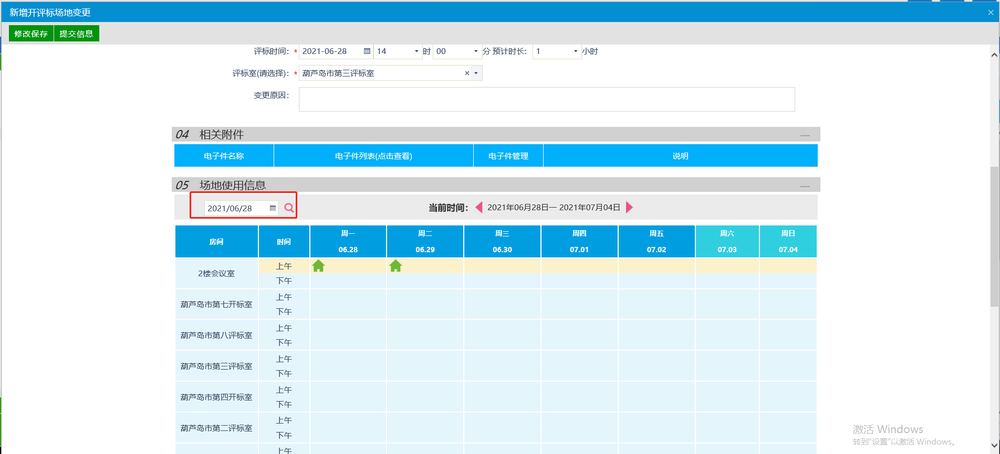 新增开评标场地变更
修改保存 提交信息
评标时间：* 2021-06-28 14 时 00 分 预计时长： 1 小时
评标室(请选择)：* 葫芦岛市第三评标室
变更原因：
04 相关附件
电子件名称 电子件列表(点击查看) 电子件管理 说明
05 场地使用信息
2021/06/28 当前时间： 2021年06月28日— 2021年07月04日
房间 时间 周一 周二 周三 周四 周五 周六 周日
06.28 06.29 06.30 07.01 07.02 07.03 07.04
2楼会议室 上午
下午
葫芦岛市第七开标室 上午
下午
葫芦岛市第八评标室 上午
下午
葫芦岛市第三评标室 上午
下午
葫芦岛市第四开标室 上午
下午
葫芦岛市第二评标室 上午
下午
上午
激活 Windows
转到"设置"以激活 Windows。